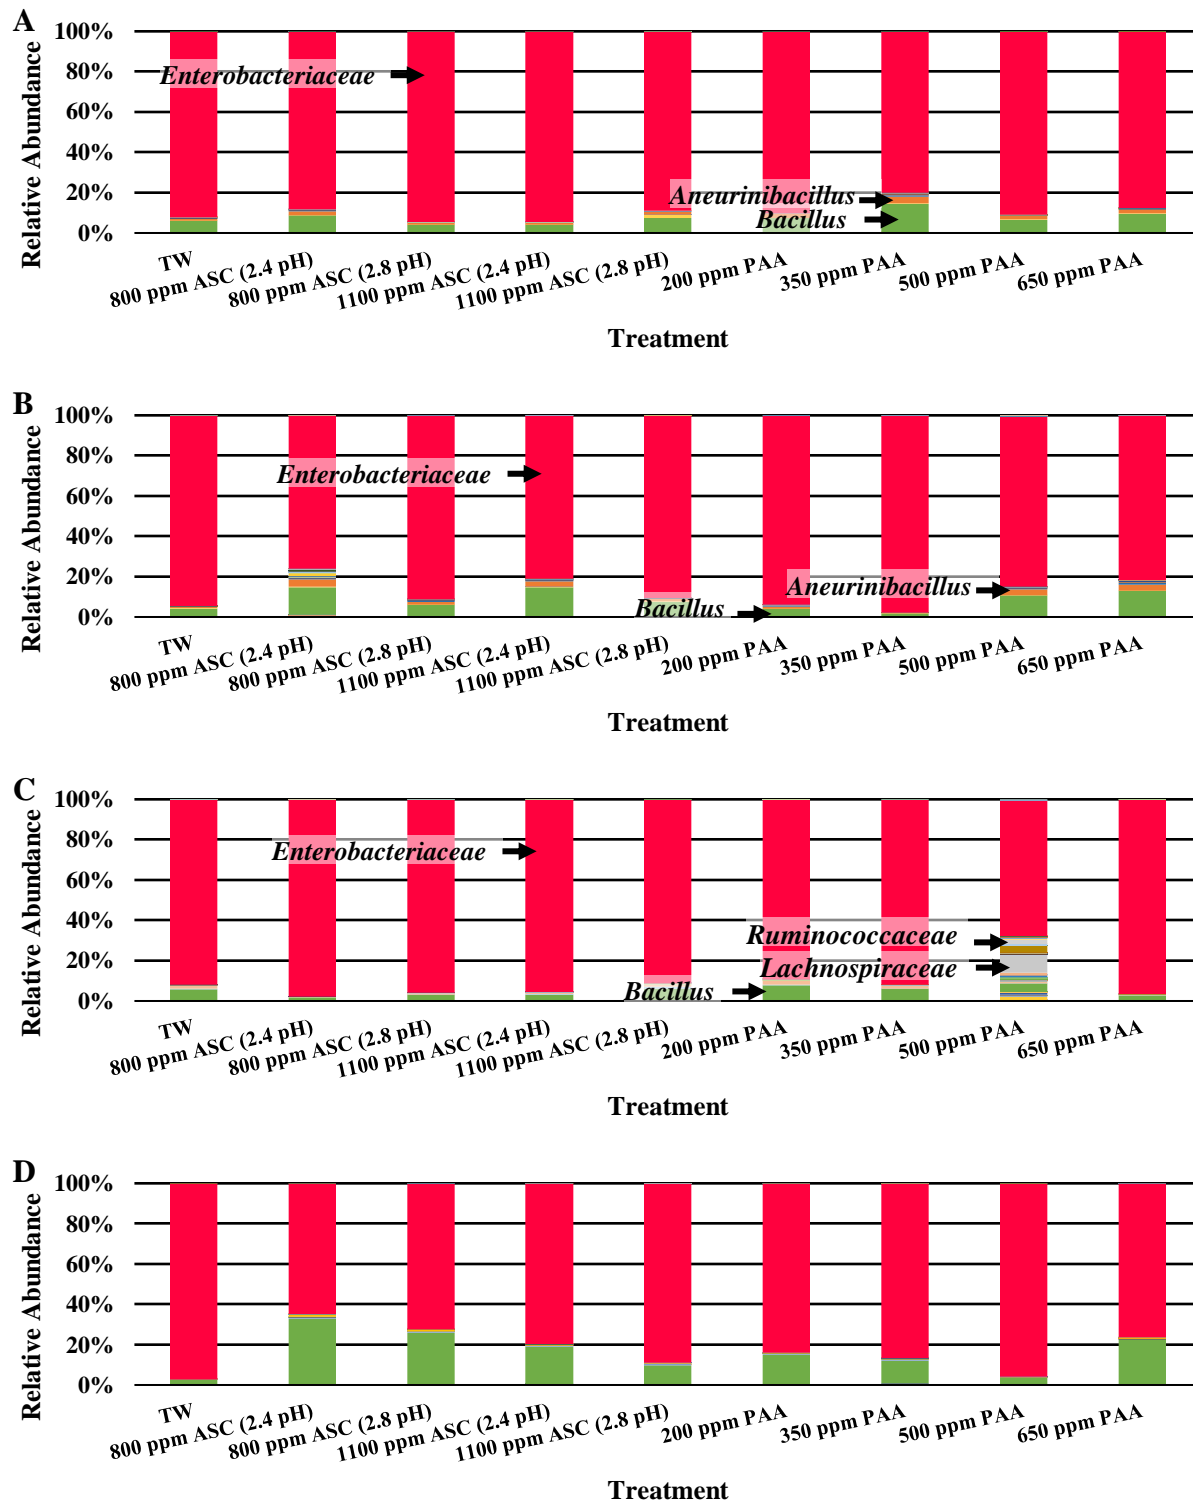 A
Relative Abundance
100%
80%
60%
40%
20%
0%
Enterobacteriaceae
Aneurinibacillus
Bacillus
TW
800 ppm ASC (2.4 pH)
800 ppm ASC (2.8 pH)
1100 ppm ASC (2.4 pH)
1100 ppm ASC (2.8 pH)
200 ppm PAA
350 ppm PAA
500 ppm PAA
650 ppm PAA
Treatment
B
Relative Abundance
100%
80%
60%
40%
20%
0%
Enterobacteriaceae
Aneurinibacillus
Bacillus
TW
800 ppm ASC (2.4 pH)
800 ppm ASC (2.8 pH)
1100 ppm ASC (2.4 pH)
1100 ppm ASC (2.8 pH)
200 ppm PAA
350 ppm PAA
500 ppm PAA
650 ppm PAA
Treatment
C
Relative Abundance
100%
80%
60%
40%
20%
0%
Enterobacteriaceae
Ruminococcaceae
Lachnospiraceae
Bacillus
TW
800 ppm ASC (2.4 pH)
800 ppm ASC (2.8 pH)
1100 ppm ASC (2.4 pH)
1100 ppm ASC (2.8 pH)
200 ppm PAA
350 ppm PAA
500 ppm PAA
650 ppm PAA
Treatment
D
Relative Abundance
100%
80%
60%
40%
20%
0%
TW
800 ppm ASC (2.4 pH)
800 ppm ASC (2.8 pH)
1100 ppm ASC (2.4 pH)
1100 ppm ASC (2.8 pH)
200 ppm PAA
350 ppm PAA
500 ppm PAA
650 ppm PAA
Treatment